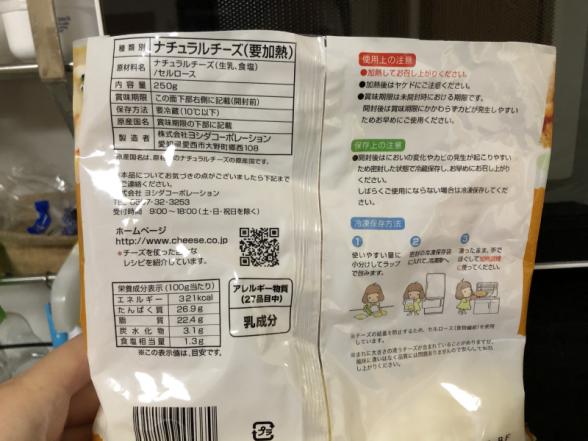 種類別 ナチュラルチーズ(要加熱)
原材料名 ナチュラルチーズ(生乳、食塩)
/セルロース
内容量 250g
賞味期限 この面下部右側に記載(開封前)
保存方法 要冷蔵(10℃以下)
原産国名 賞味期限の下部に記載
製造者 株式会社ヨシダコーポレーション
愛知県愛西市大野町郷西108
本品についてお気づきの点がございましたら下記まで
ご連絡ください。
株式会社ヨシダコーポレーション
受付時間 9:00～18:00(土・日・祝日を除く)
ホームページ
http://www.cheese.co.jp
レシピを紹介しています。
栄養成分表示(100g当たり)
エネルギー 321kcal
たんぱく質 26.9g
脂質 22.4g
炭水化物 3.1g
食塩相当量 1.3g
※この表示値は、目安です。
アレルギー物質
(27品目中)
乳成分
プラ
使用上の注意
●加熱してお召し上がりください。
●加熱後はヤケドにご注意ください。
●賞味期限は未開封時における期限です。
開封後は賞味期限にかかわらずカビが発生しやすい
ためお早めにご使用ください。
保存上の注意
●開封後はにおいの変化やカビの発生が起こりやすい
ため密封した状態で冷蔵保存し、お早めにお召し上がり
ください。
しばらくご使用にならない場合は冷凍保存してくだ
さい。
冷凍保存方法
1
使いやすい量に
小分けしてラップ
で包みます。
2
密封の冷凍保存袋
に入れて、冷凍庫へ
3
凍ったまま、手で
ほぐして加熱調理
に使ってください。
※チーズの結着を防止するため、セルロース(食物繊維)を使用
しています。